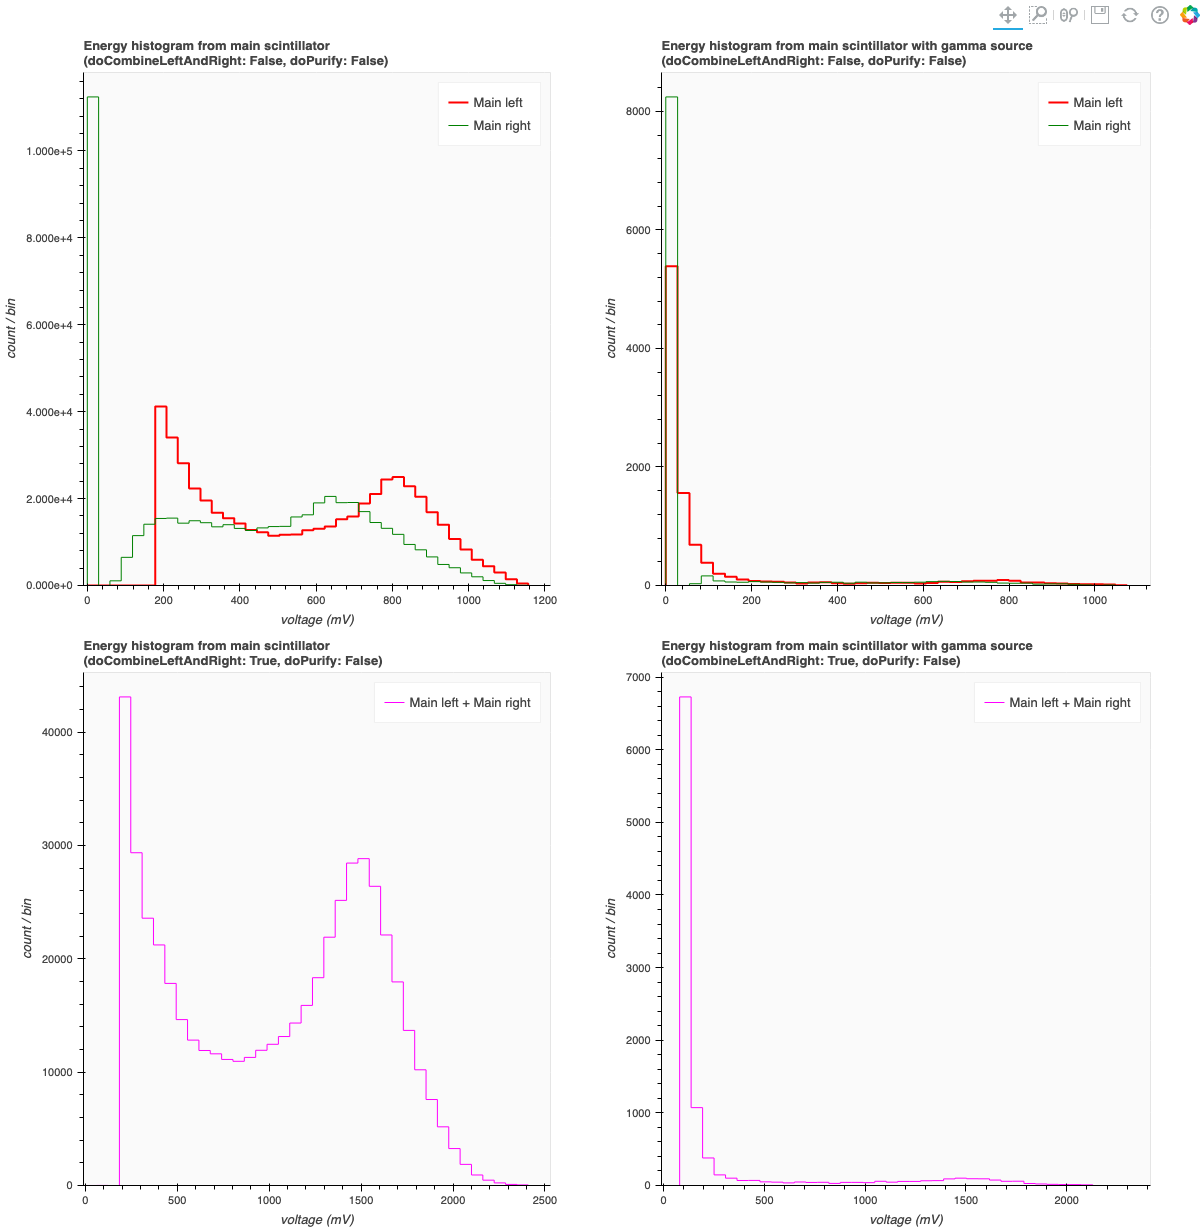 Energy histogram from main scintillator
(doCombineLeftAndRight: False, doPurify: False)
Main left
Main right
1.000e+5
8.000e+4
6.000e+4
4.000e+4
2.000e+4
0.000e+0
count / bin
0 200 400 600 800 1000 1200
voltage (mV)
Energy histogram from main scintillator with gamma source
(doCombineLeftAndRight: False, doPurify: False)
Main left
Main right
8000
6000
4000
2000
0
count / bin
0 200 400 600 800 1000
voltage (mV)
Energy histogram from main scintillator
(doCombineLeftAndRight: True, doPurify: False)
Main left + Main right
40000
30000
20000
10000
0
count / bin
0 500 1000 1500 2000 2500
voltage (mV)
Energy histogram from main scintillator with gamma source
(doCombineLeftAndRight: True, doPurify: False)
Main left + Main right
7000
6000
5000
4000
3000
2000
1000
0
count / bin
0 500 1000 1500 2000
voltage (mV)